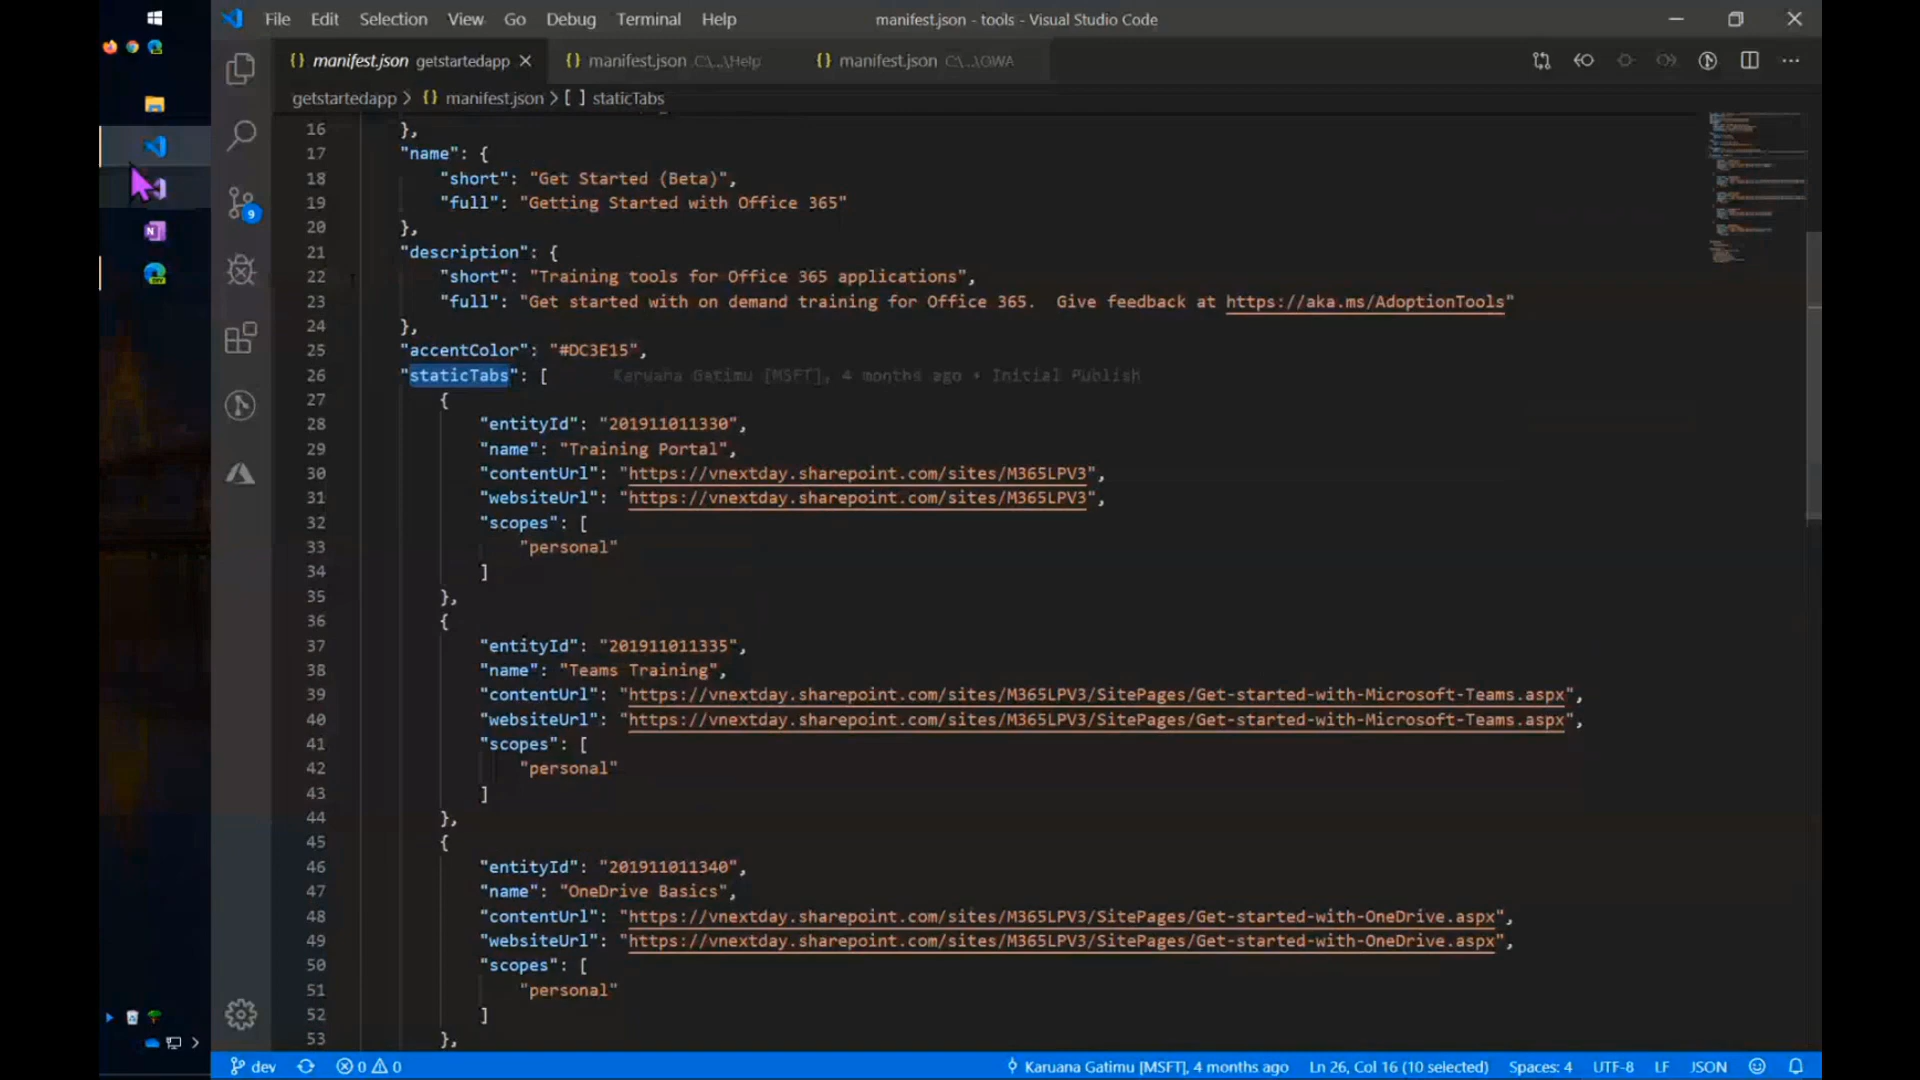 File Edit Selection View Go Debug Terminal Help
manifest.json - tools - Visual Studio Code
manifest.json getstartedapp
manifest.json C:\...\Help
manifest.json C:\...\GWA
getstartedapp > {} manifest.json > [ ] staticTabs
16 },
17 "name": {
18 "short": "Get Started (Beta)",
19 "full": "Getting Started with Office 365"
20 },
21 "description": {
22 "short": "Training tools for Office 365 applications",
23 "full": "Get started with on demand training for Office 365.  Give feedback at https://aka.ms/AdoptionTools"
24 },
25 "accentColor": "#DC3E15",
26 "staticTabs": [ Karuana Gatimu [MSFT], 4 months ago • Initial Publish
27 {
28 "entityId": "201911011330",
29 "name": "Training Portal",
30 "contentUrl": "https://vnextday.sharepoint.com/sites/M365LPV3",
31 "websiteUrl": "https://vnextday.sharepoint.com/sites/M365LPV3",
32 "scopes": [
33 "personal"
34 ]
35 },
36 {
37 "entityId": "201911011335",
38 "name": "Teams Training",
39 "contentUrl": "https://vnextday.sharepoint.com/sites/M365LPV3/SitePages/Get-started-with-Microsoft-Teams.aspx",
40 "websiteUrl": "https://vnextday.sharepoint.com/sites/M365LPV3/SitePages/Get-started-with-Microsoft-Teams.aspx",
41 "scopes": [
42 "personal"
43 ]
44 },
45 {
46 "entityId": "201911011340",
47 "name": "OneDrive Basics",
48 "contentUrl": "https://vnextday.sharepoint.com/sites/M365LPV3/SitePages/Get-started-with-OneDrive.aspx",
49 "websiteUrl": "https://vnextday.sharepoint.com/sites/M365LPV3/SitePages/Get-started-with-OneDrive.aspx",
50 "scopes": [
51 "personal"
52 ]
53 },
9
dev 0 0 Karuana Gatimu [MSFT], 4 months ago Ln 26, Col 16 (10 selected) Spaces: 4 UTF-8 LF JSON